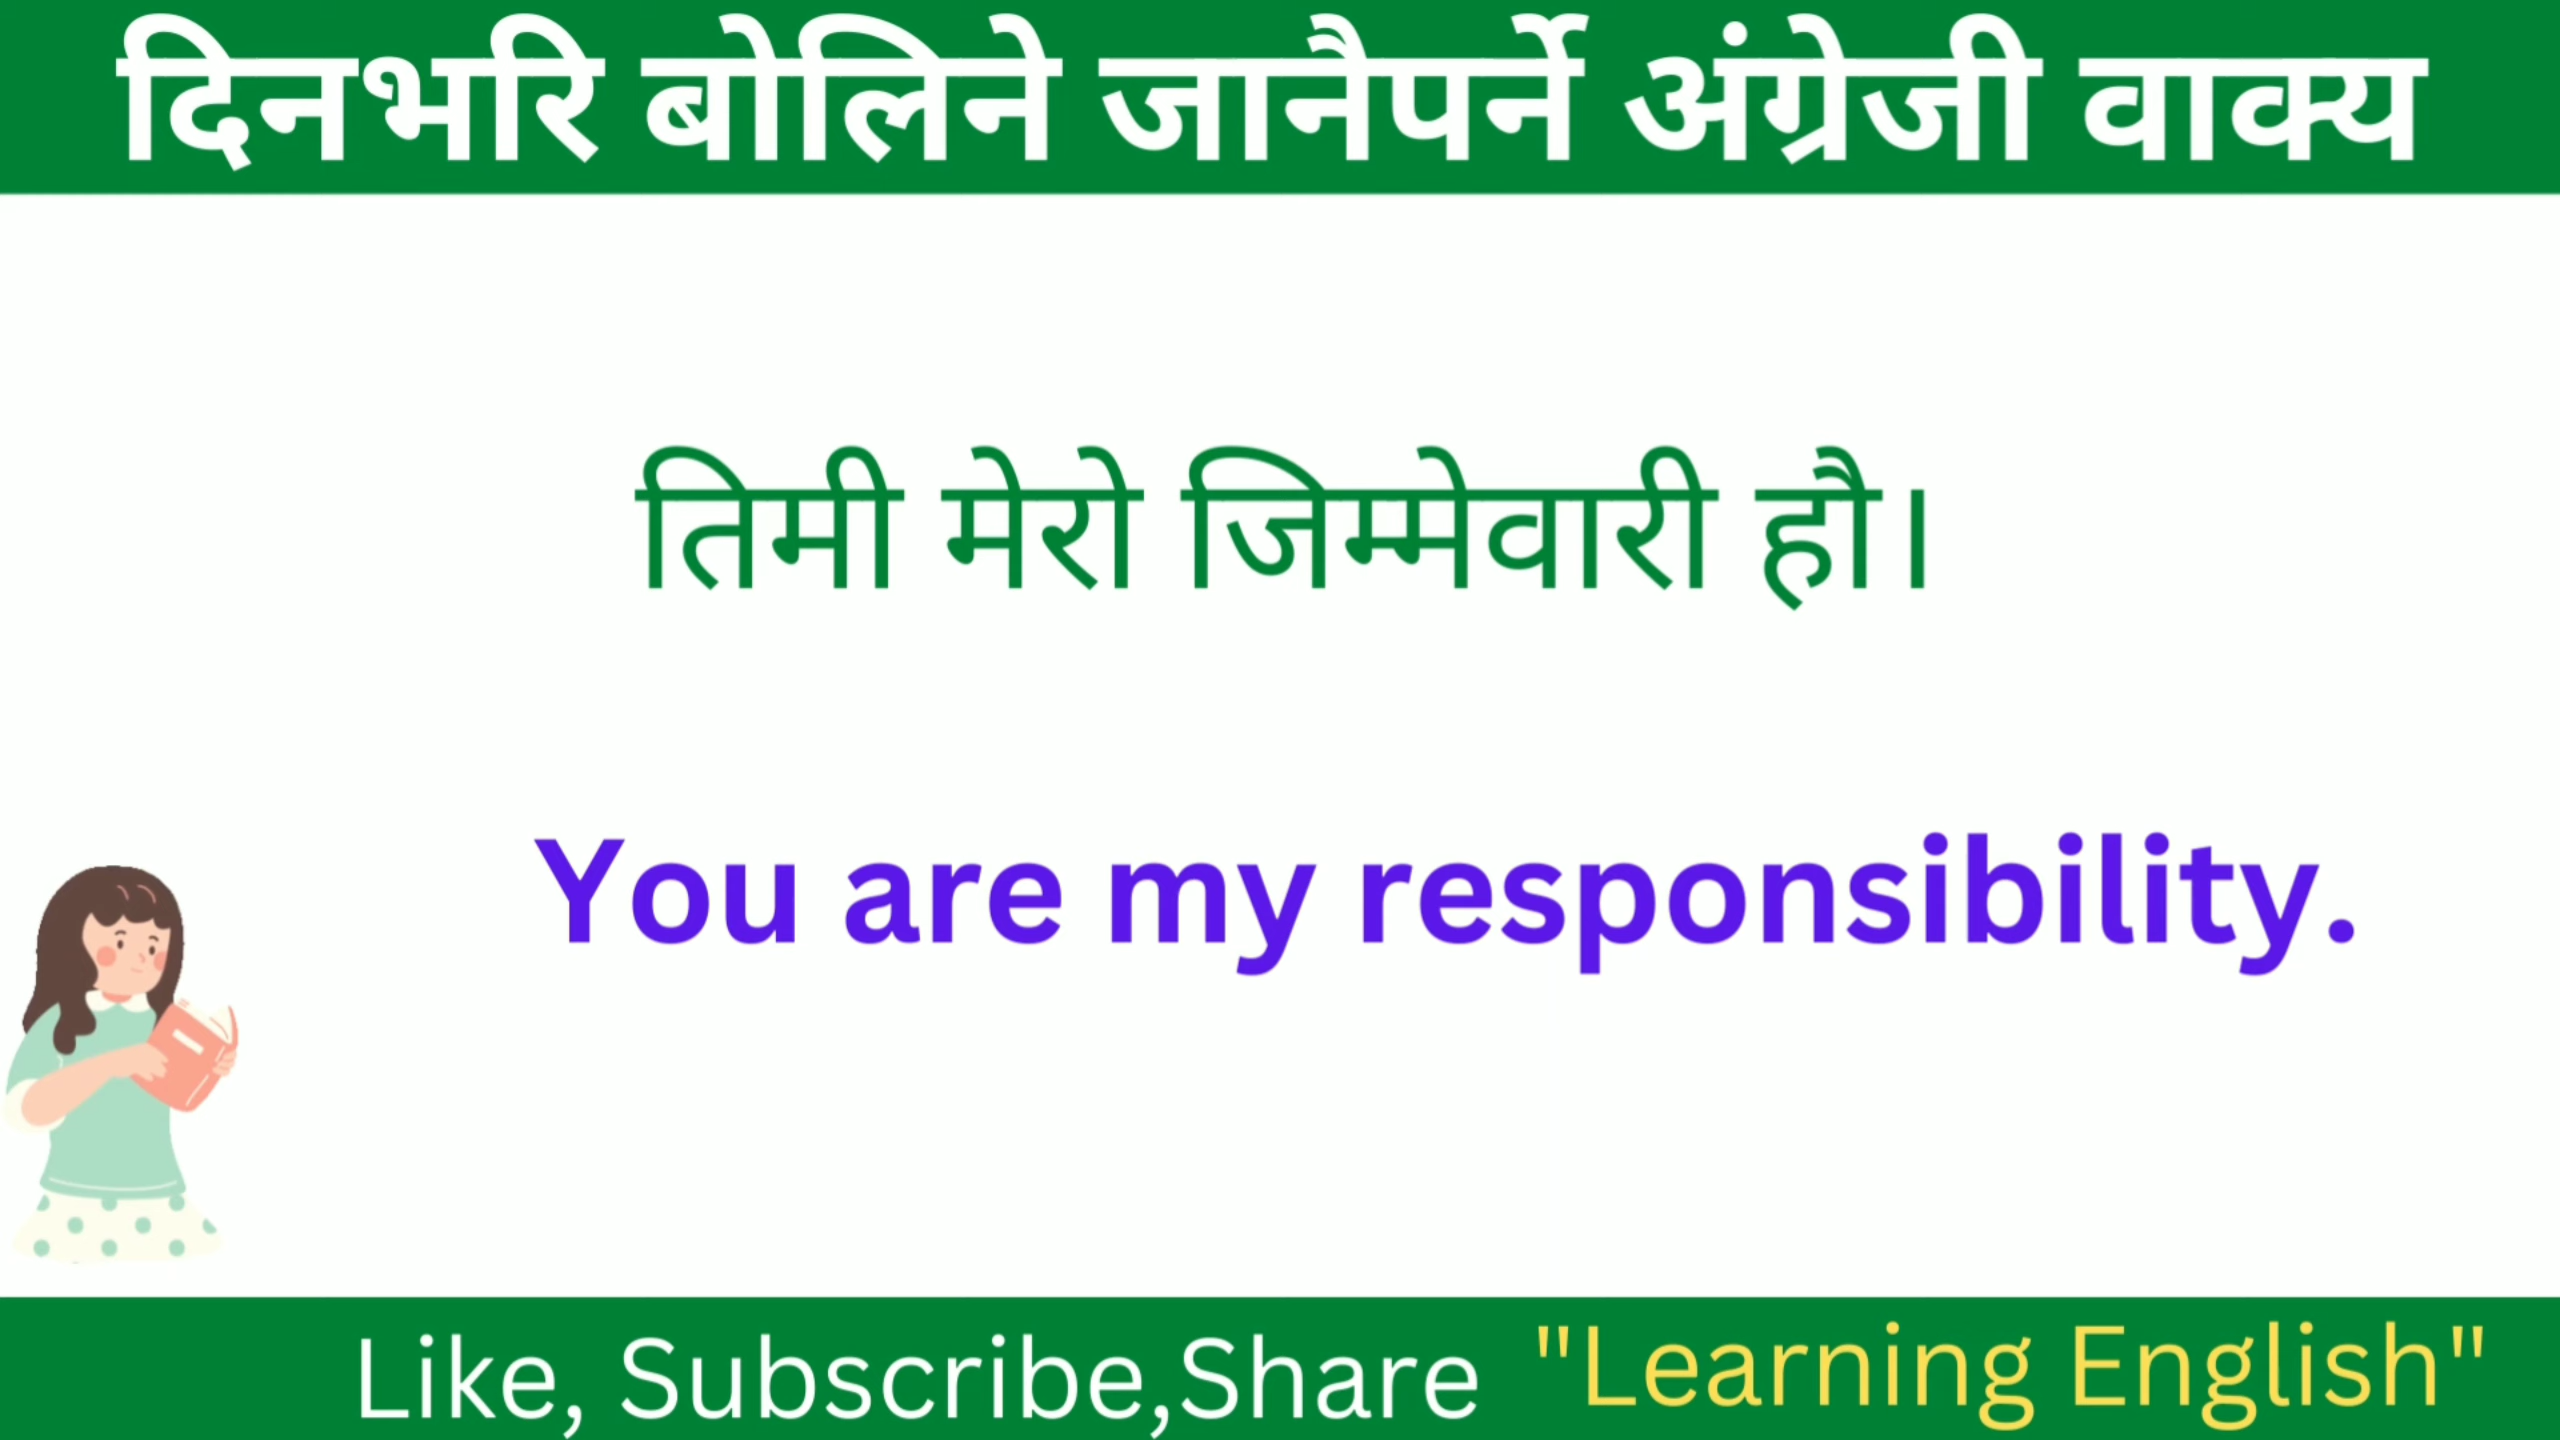 दिनभरि बोलिने जानैपर्ने अंग्रेजी वाक्य
तिमी मेरो जिम्मेवारी हौ।
You are my responsibility.
Like, Subscribe,Share "Learning English"